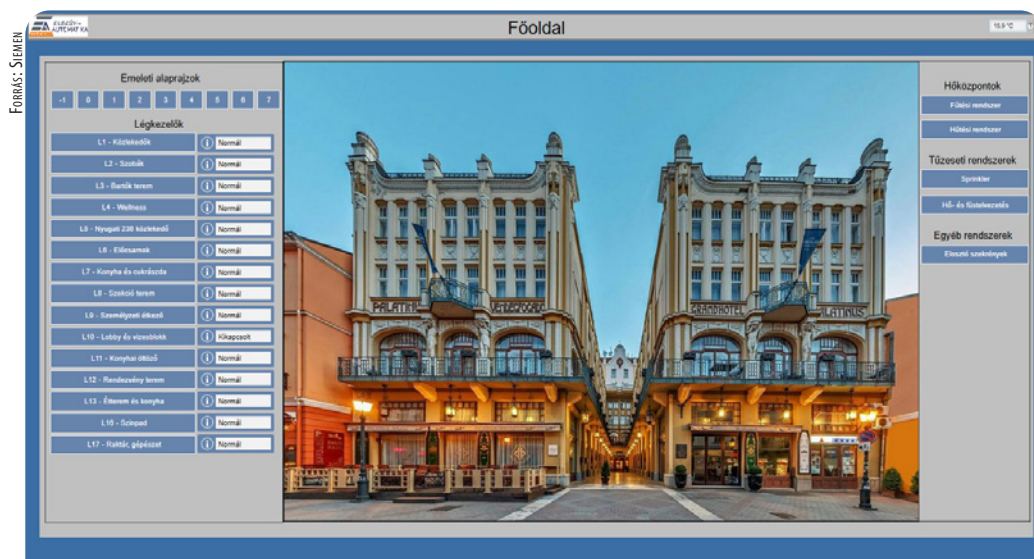 FORRÁS: SIEMEN
ENERGY-
AUTOMATIKA
Főoldal
15.9 °C
Emeleti alaprajzok
-1 0 1 2 3 4 5 6 7
Légkezelők
L1 - Közlekedők Normál
L2 - Szobák Normál
L3 - Bartók terem Normál
L4 - Wellness Normál
L5 - Nyugati 230 közlekedő Normál
L6 - Előcsarnok Normál
L7 - Konyha és cukrászda Normál
L8 - Szekció terem Normál
L9 - Személyzeti étkező Normál
L10 - Lobby és vizesblokk Kikapcsolt
L11 - Konyhai öltöző Normál
L12 - Rendezvény terem Normál
L13 - Étterem és konyha Normál
L16 - Színpad Normál
L17 - Raktár, gépészet Normál
GRANDHOTEL
Hőközpontok
Fűtési rendszer
Hűtési rendszer
Tűzeseti rendszerek
Sprinkler
Hő- és füstelvezetés
Egyéb rendszerek
Elosztó szekrények